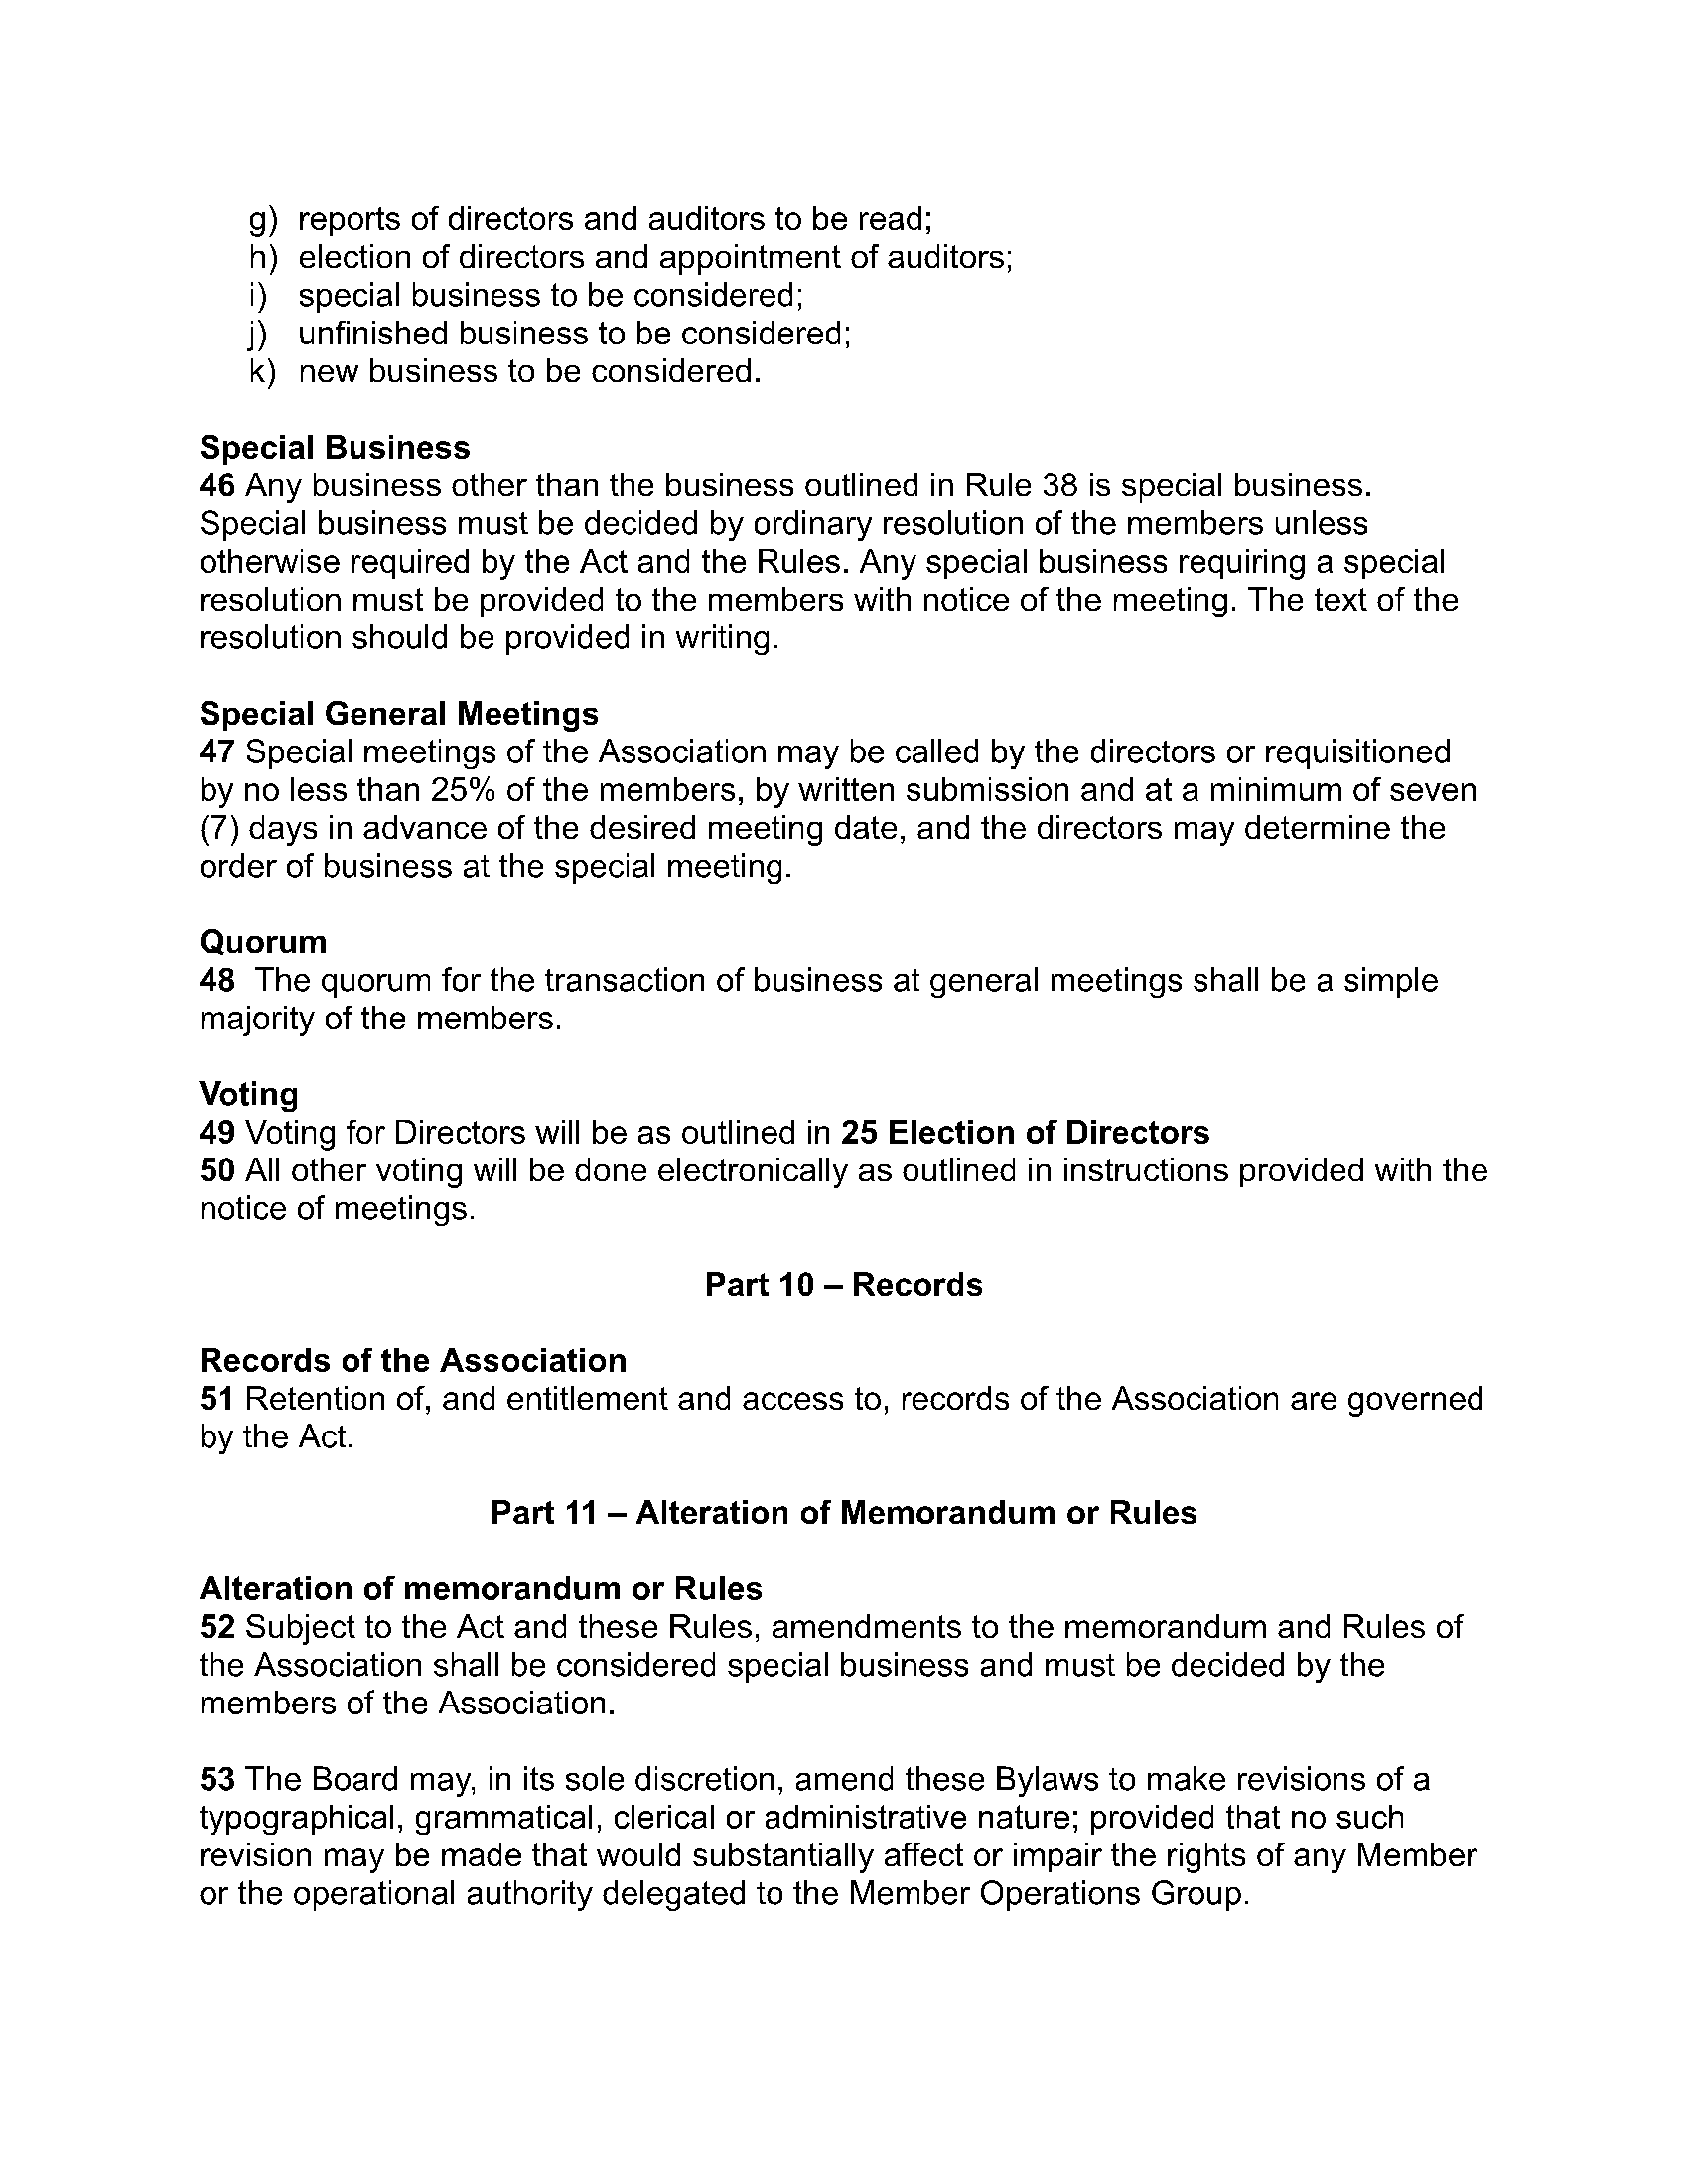 g) reports of directors and auditors to be read;
h) election of directors and appointment of auditors;
i) special business to be considered;
j) unfinished business to be considered;
k) new business to be considered.
Special Business
46 Any business other than the business outlined in Rule 38 is special business.
Special business must be decided by ordinary resolution of the members unless
otherwise required by the Act and the Rules. Any special business requiring a special
resolution must be provided to the members with notice of the meeting. The text of the
resolution should be provided in writing.
Special General Meetings
47 Special meetings of the Association may be called by the directors or requisitioned
by no less than 25% of the members, by written submission and at a minimum of seven
(7) days in advance of the desired meeting date, and the directors may determine the
order of business at the special meeting.
Quorum
48 The quorum for the transaction of business at general meetings shall be a simple
majority of the members.
Voting
49 Voting for Directors will be as outlined in 25 Election of Directors
50 All other voting will be done electronically as outlined in instructions provided with the
notice of meetings.
Part 10 – Records
Records of the Association
51 Retention of, and entitlement and access to, records of the Association are governed
by the Act.
Part 11 – Alteration of Memorandum or Rules
Alteration of memorandum or Rules
52 Subject to the Act and these Rules, amendments to the memorandum and Rules of
the Association shall be considered special business and must be decided by the
members of the Association.
53 The Board may, in its sole discretion, amend these Bylaws to make revisions of a
typographical, grammatical, clerical or administrative nature; provided that no such
revision may be made that would substantially affect or impair the rights of any Member
or the operational authority delegated to the Member Operations Group.